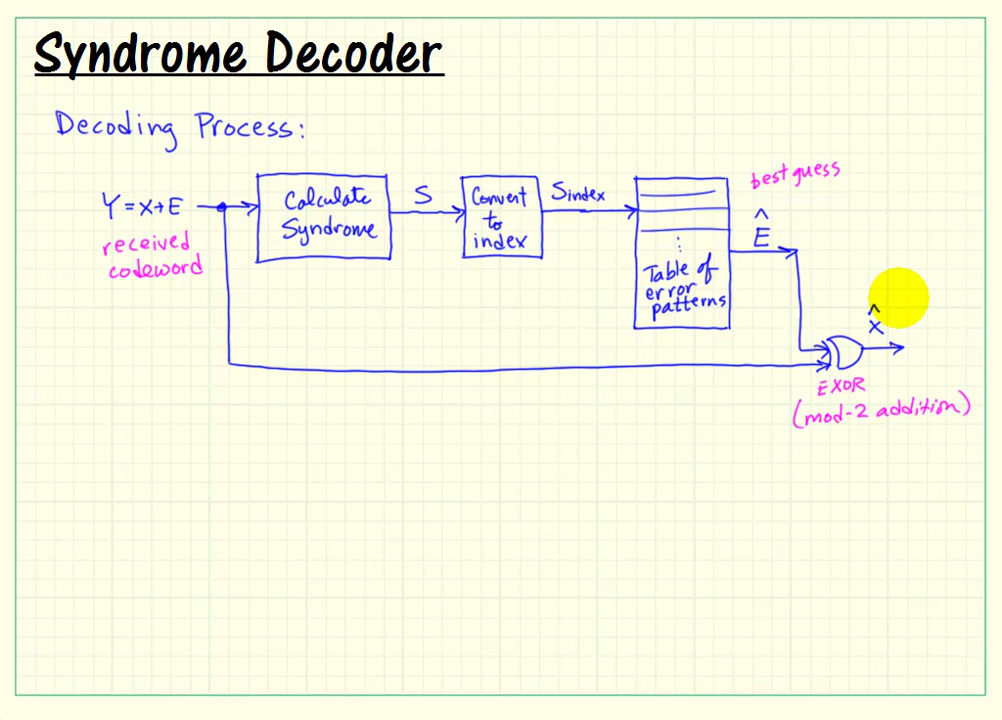 Syndrome Decoder
Decoding Process:
Y = X + E
received
codeword
Calculate
Syndrome
S
Convert
to
index
Sindex
Table of
error
patterns
best guess
Ê
X̂
EXOR
(mod-2 addition)